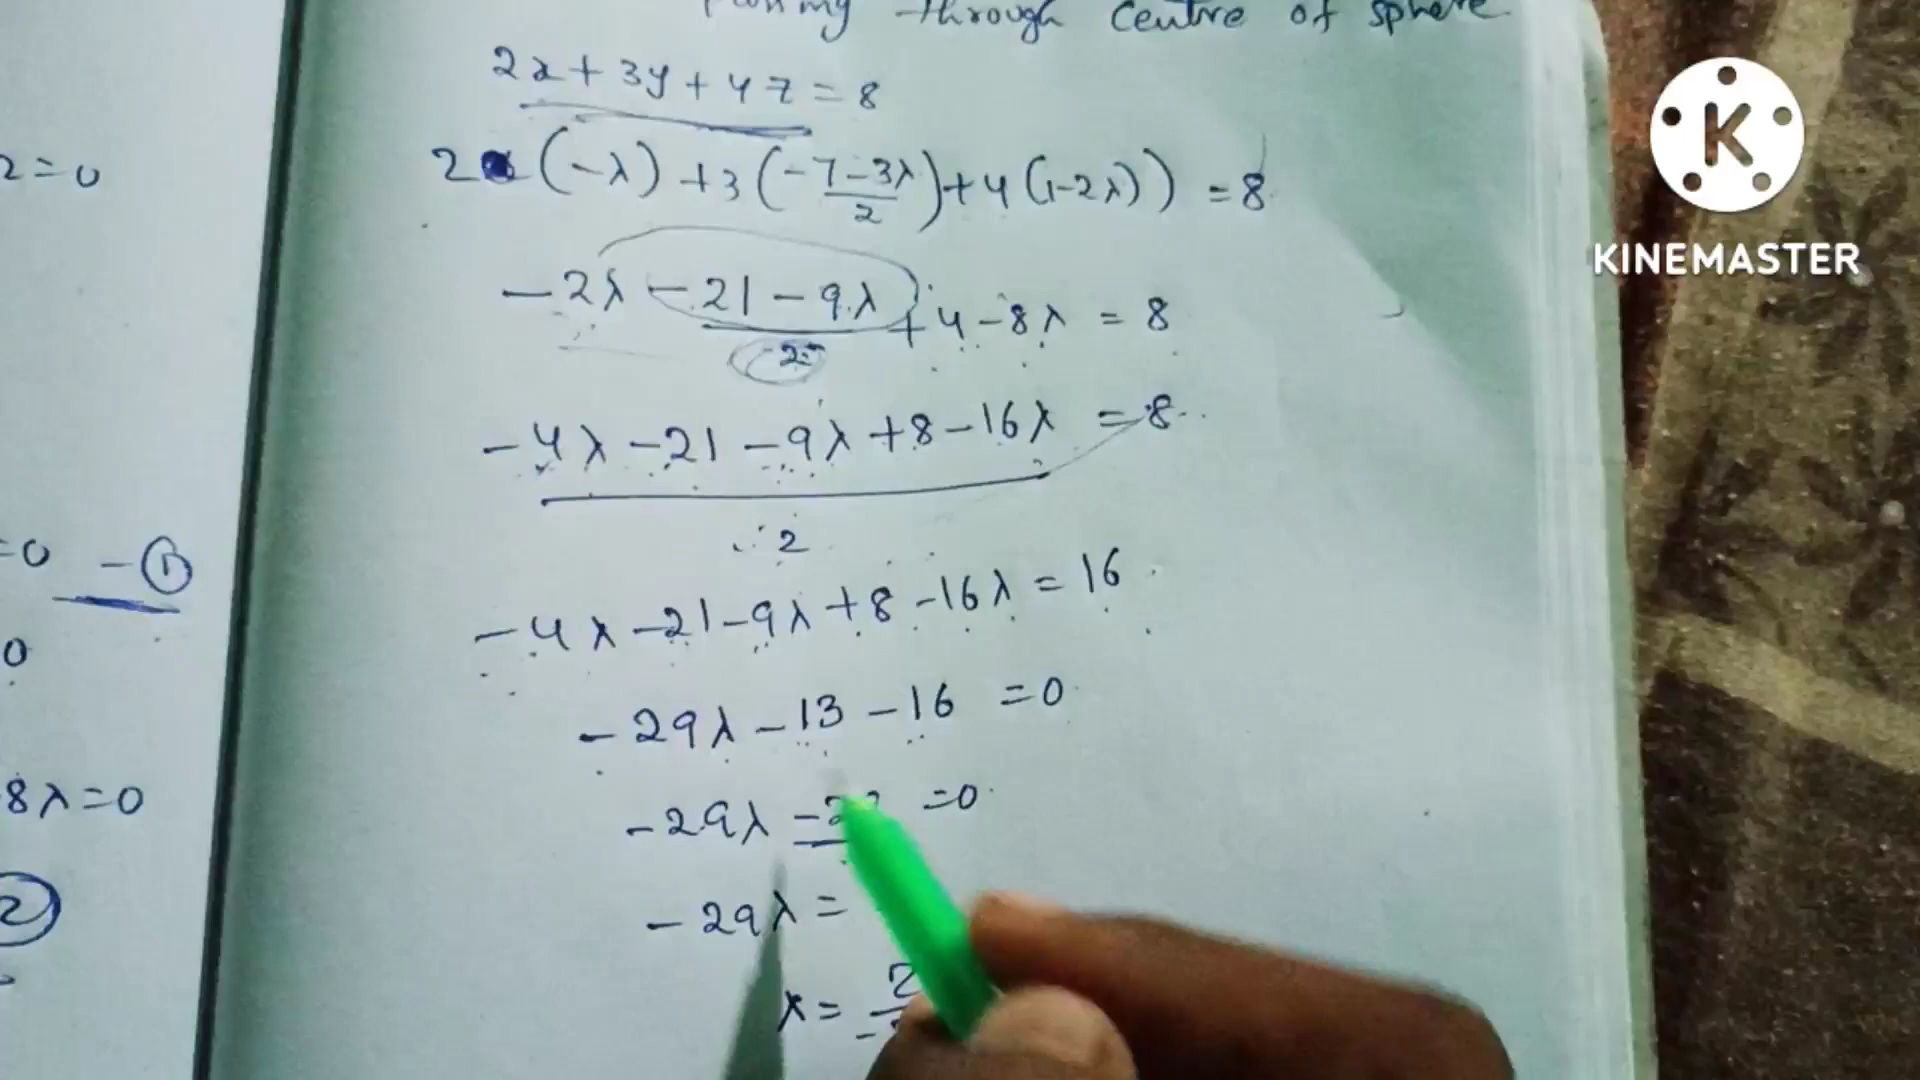 through centre of sphere
2x + 3y + 4z = 8
2 (-λ) + 3(-7-3λ/2) + 4(1-2λ)) = 8
-2λ -21-9λ/2 + 4 - 8λ = 8
-4λ - 21 - 9λ + 8 - 16λ / 2 = 8
-4λ - 21 - 9λ + 8 - 16λ = 16
-29λ - 13 - 16 = 0
-29λ -2 = 0
-29λ =
λ =
2 = 0
= 0 - ①
0
8λ = 0
②
K
KINEMASTER